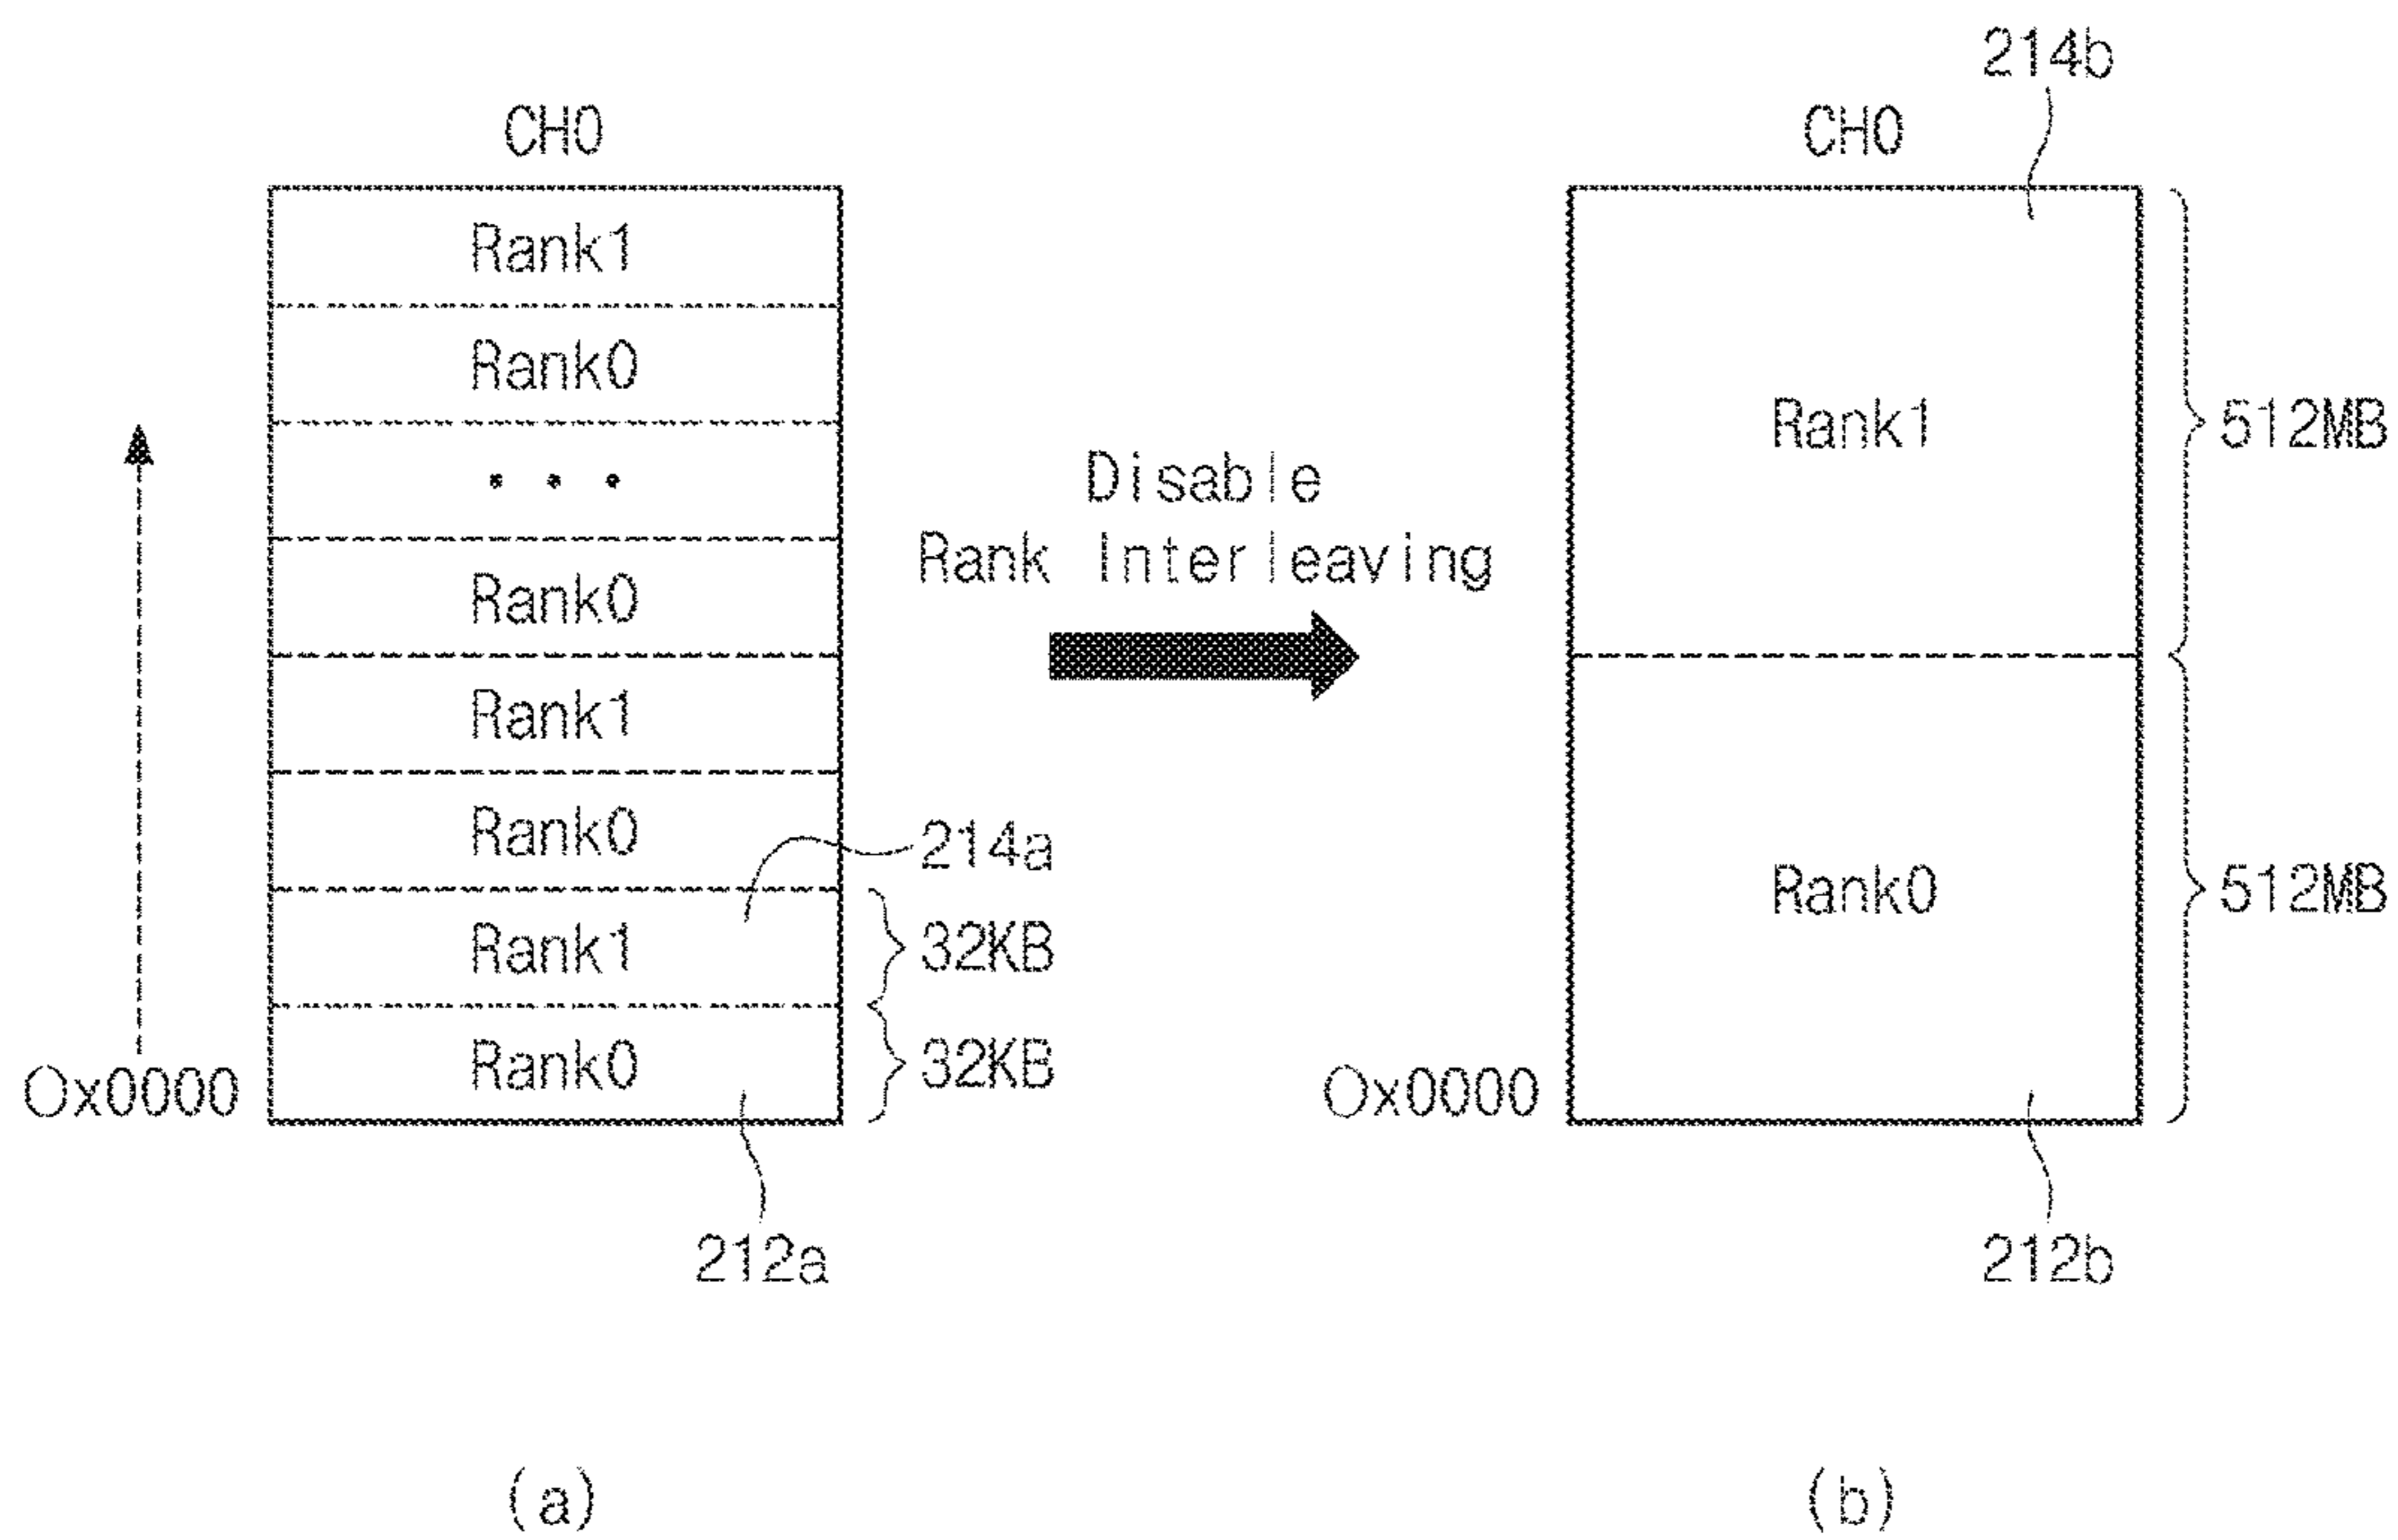 CH0
Rank1
Rank0
• • •
Rank0
Rank1
Rank0
Rank1
Rank0
0x0000
214a
32KB
32KB
212a
(a)
Disable
Rank Interleaving
214b
CH0
Rank1
512MB
Rank0
512MB
0x0000
212b
(b)